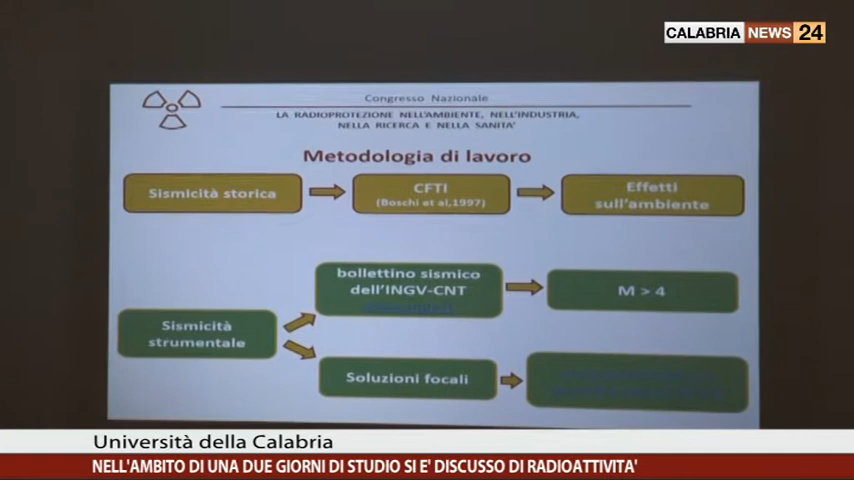 CALABRIA NEWS 24
Congresso Nazionale
LA RADIOPROTEZIONE NELL'AMBIENTE, NELL'INDUSTRIA,
NELLA RICERCA E NELLA SANITA'
Metodologia di lavoro
Sismicità storica
CFTI
(Boschi et al,1997)
Effetti
sull'ambiente
bollettino sismico
dell'INGV-CNT
M > 4
Sismicità
strumentale
Soluzioni focali
Università della Calabria
NELL'AMBITO DI UNA DUE GIORNI DI STUDIO SI E' DISCUSSO DI RADIOATTIVITA'